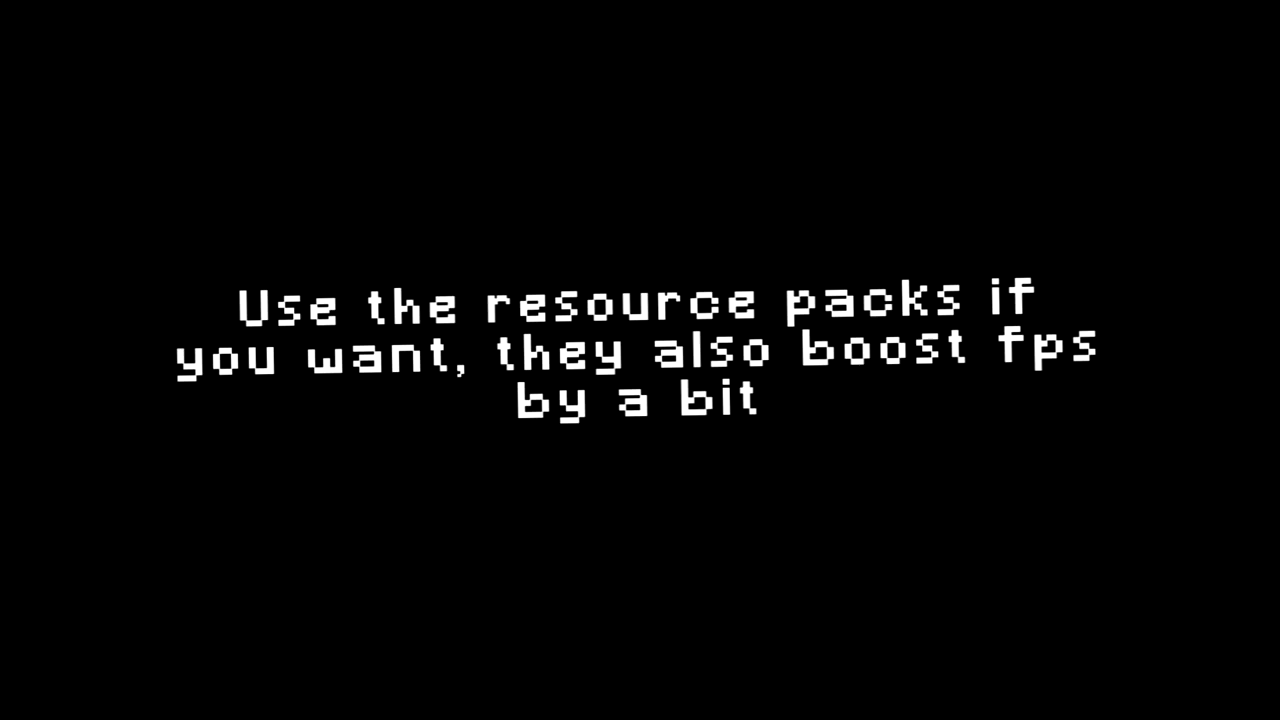 Use the resource packs if
you want, they also boost fps
by a bit